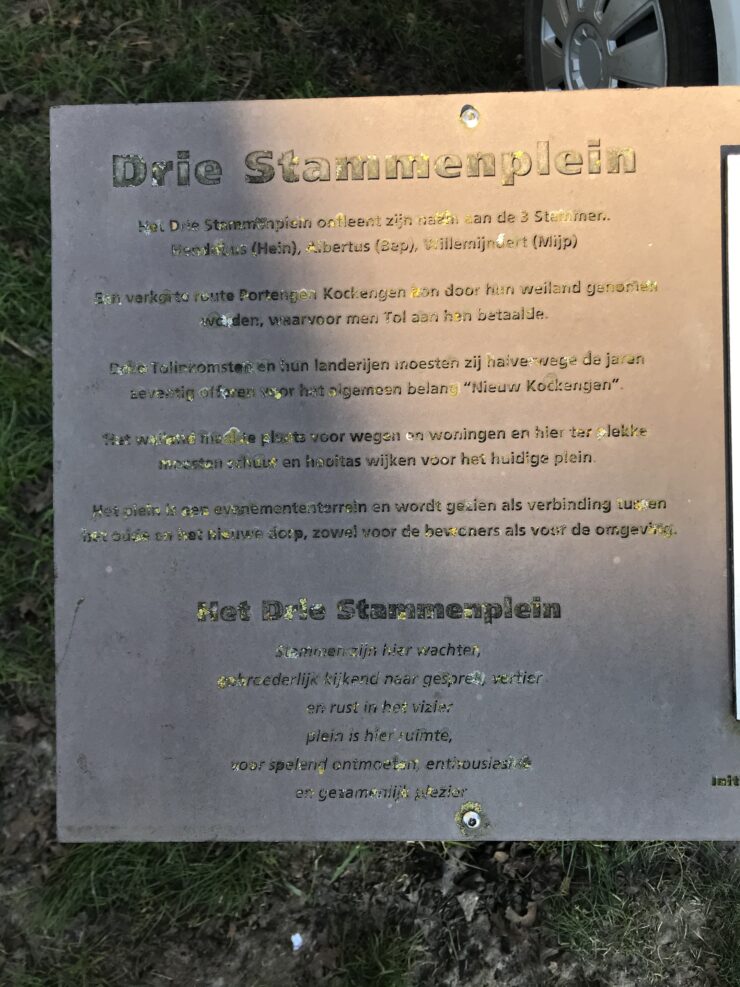 Drie Stammenplein
Het Drie Stammenplein ontleent zijn naam aan de 3 Stammen.
(Hein), Albertus (Bep), Willemijndert (Mijp)
Een verkorte route Portengen Kockengen kon door hun weiland genomen
worden, waarvoor men Tol aan hen betaalde.
Deze Tolinkomsten en hun landerijen moesten zij halverwege de jaren
zeventig offeren voor het algemeen belang "Nieuw Kockengen".
Het weiland maakte plaats voor wegen en woningen en hier ter plekke
moesten schuur en hooitas wijken voor het huidige plein.
Het plein is een evenemententerrein en wordt gezien als verbinding tussen
het oude en het nieuwe dorp, zowel voor de bewoners als voor de omgeving.
Het Drie Stammenplein
Stammen zijn hier wachter,
gebroederlijk kijkend naar gesprek, vertier
en rust in het vizier
plein is hier ruimte,
voor spelend ontmoeten, enthousiasme
en gezamenlijk plezier